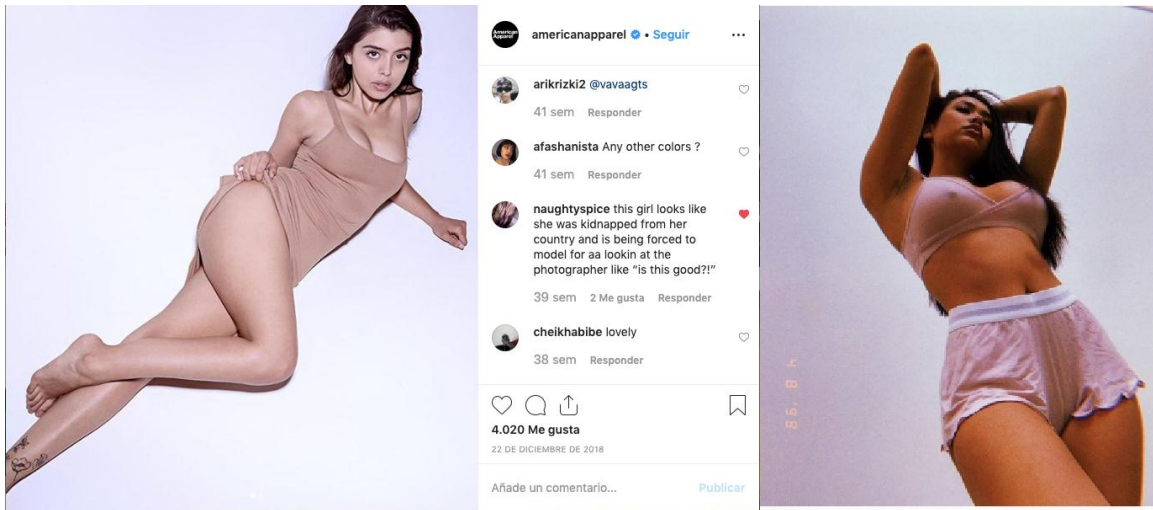 American
Apparel
americanapparel • Seguir
arikrizki2 @vavaagts
41 sem Responder
afashanista Any other colors ?
41 sem Responder
naughtyspice this girl looks like
she was kidnapped from her
country and is being forced to
model for aa lookin at the
photographer like “is this good?!”
39 sem 2 Me gusta Responder
cheikhabibe lovely
38 sem Responder
4.020 Me gusta
22 DE DICIEMBRE DE 2018
Añade un comentario... Publicar